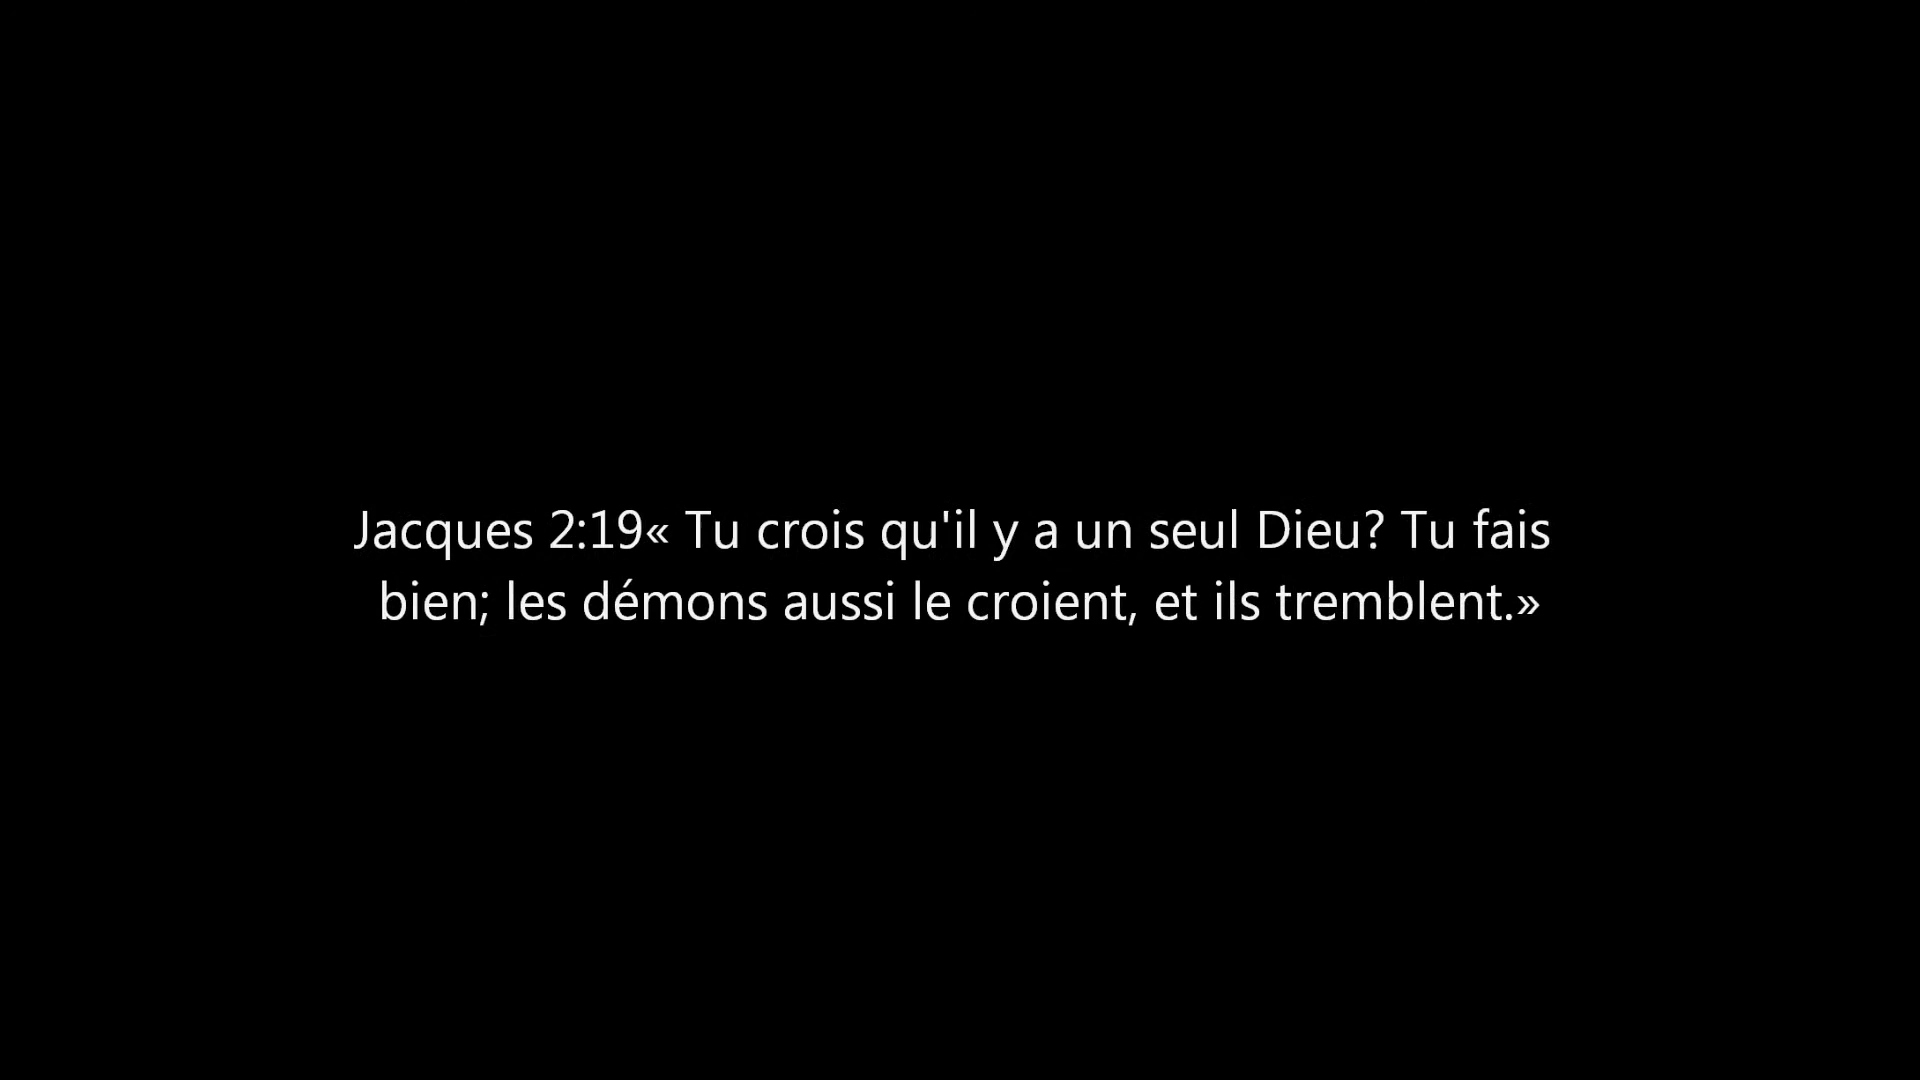 Jacques 2:19« Tu crois qu'il y a un seul Dieu? Tu fais
bien; les démons aussi le croient, et ils tremblent.»